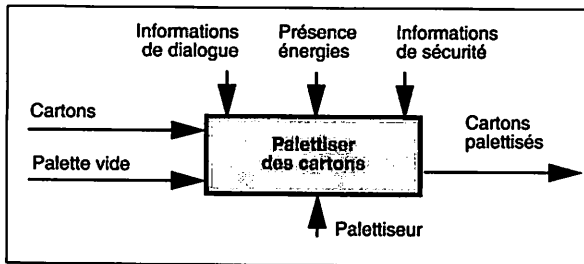 Informations
de dialogue
Présence
énergies
Informations
de sécurité
Cartons
Palette vide
Palettiser
des cartons
Cartons
palettisés
Palettiseur